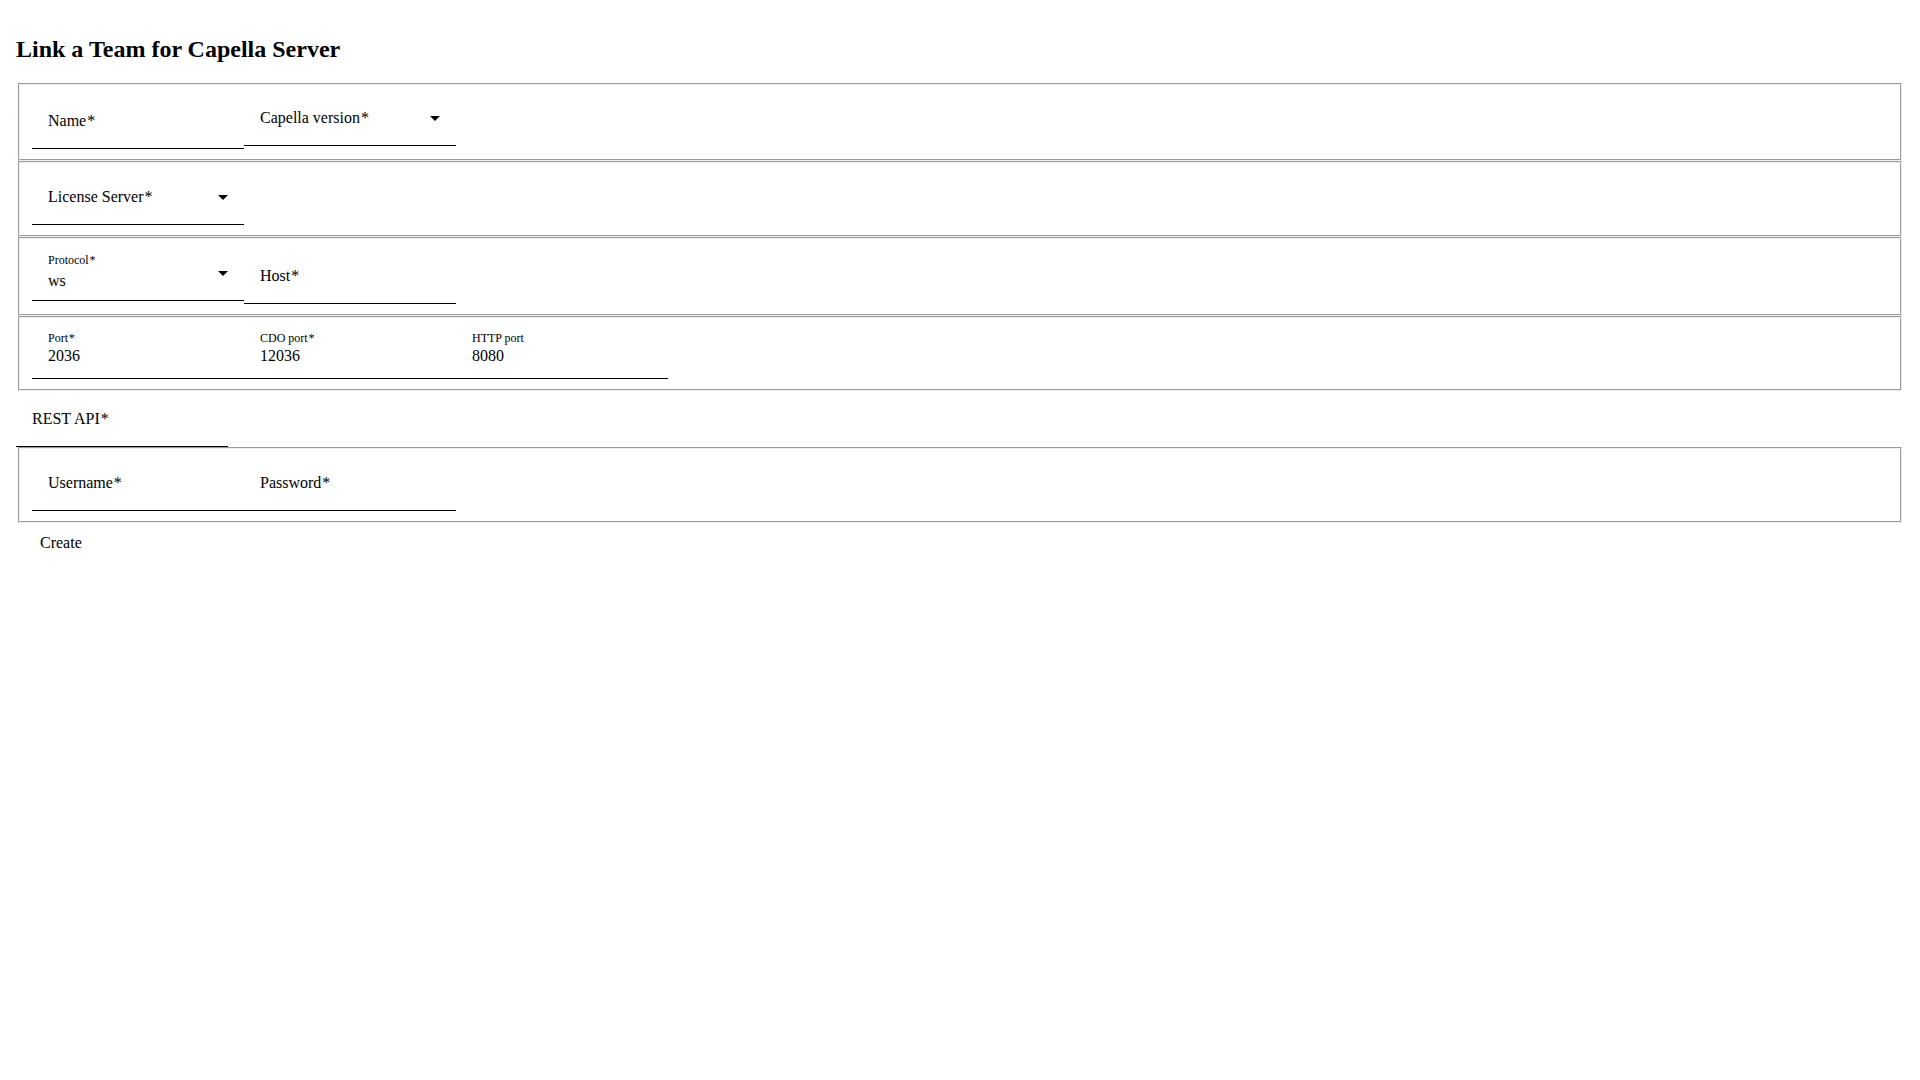 Link a Team for Capella Server
Name*
Capella version*
License Server*
Protocol*
ws
Host*
Port*
2036
CDO port*
12036
HTTP port
8080
REST API*
Username*
Password*
Create